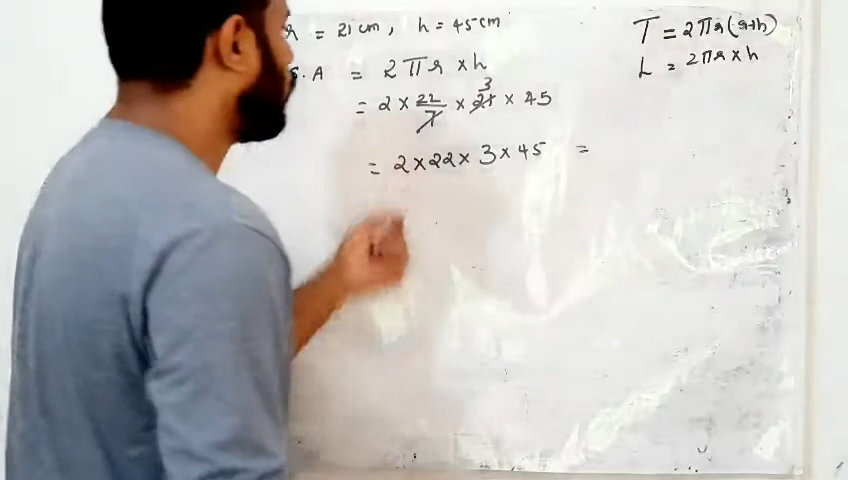 r = 21 cm, h = 45 cm
S.A = 2πr × h
= 2 × 22/7 × 21 3 × 45
= 2 × 22 × 3 × 45 =
T = 2πr(r+h)
L = 2πr × h